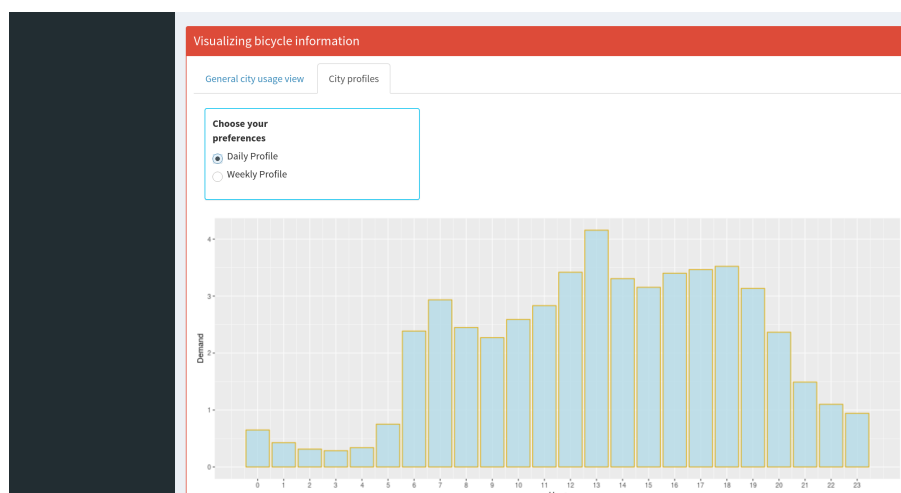 Visualizing bicycle information
General city usage view City profiles
Choose your
preferences
Daily Profile
Weekly Profile
4
3
Demand
2
1
0
0 1 2 3 4 5 6 7 8 9 10 11 12 13 14 15 16 17 18 19 20 21 22 23